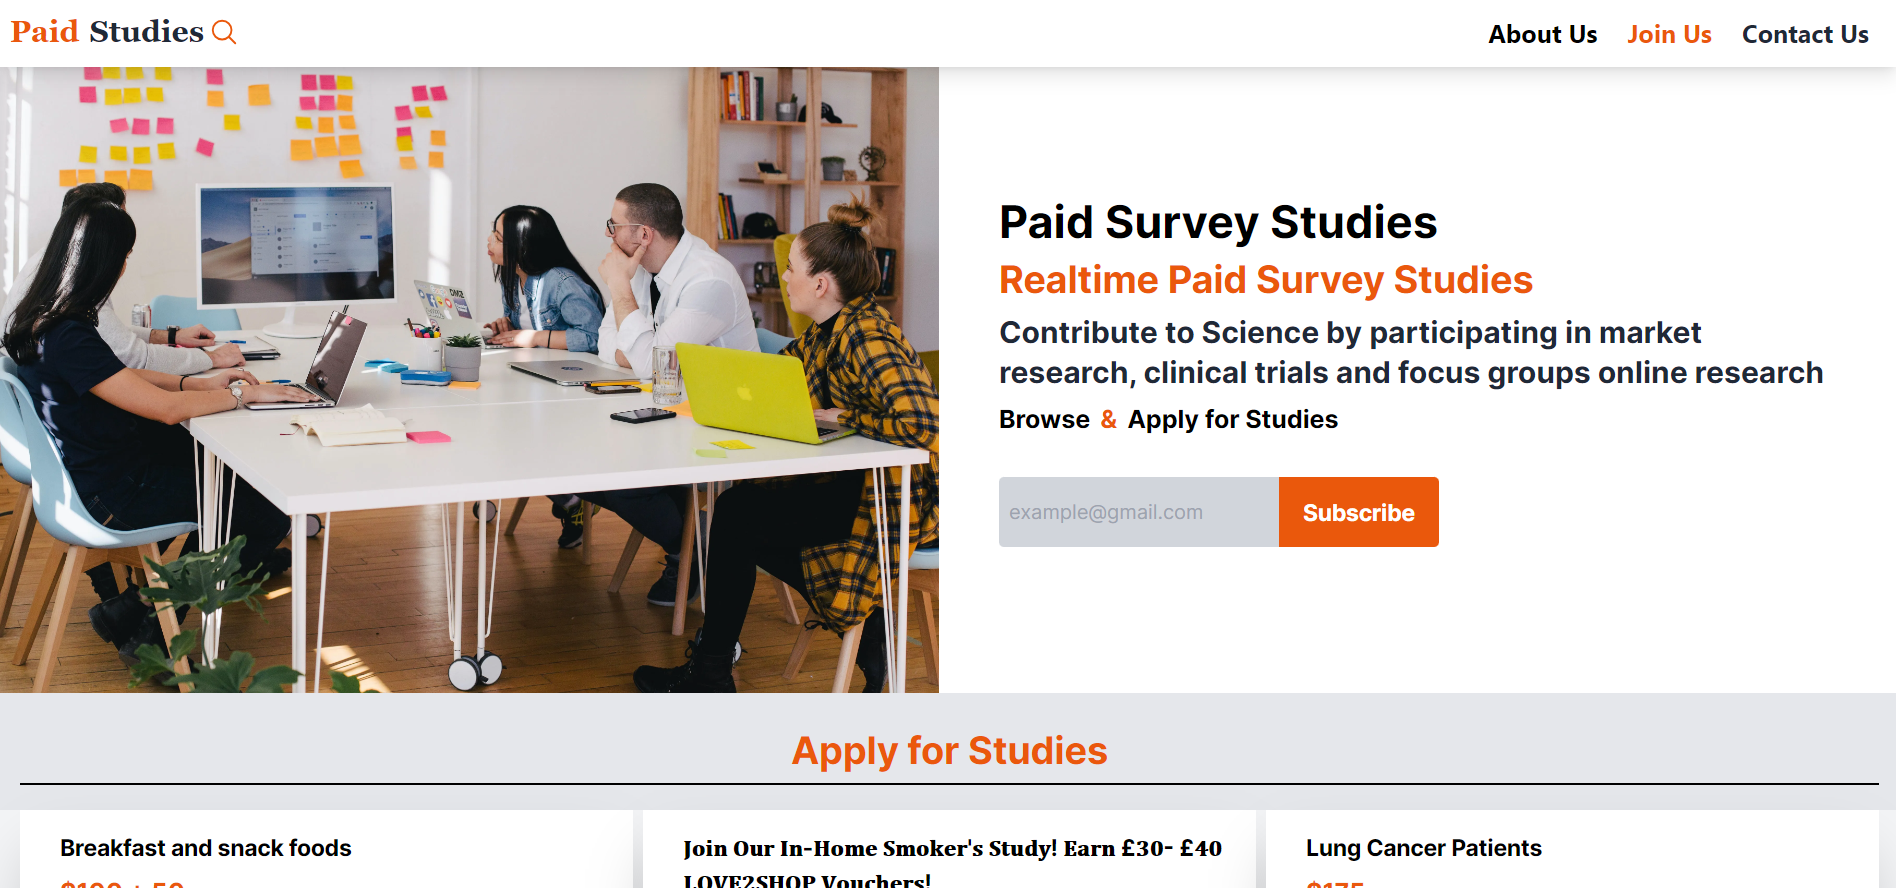 Paid Studies
About Us
Join Us
Contact Us
Paid Survey Studies
Realtime Paid Survey Studies
Contribute to Science by participating in market
research, clinical trials and focus groups online research
Browse & Apply for Studies
example@gmail.com
Subscribe
Apply for Studies
Breakfast and snack foods
Join Our In-Home Smoker's Study! Earn £30- £40
LOVE2SHOP Vouchers!
Lung Cancer Patients
$175